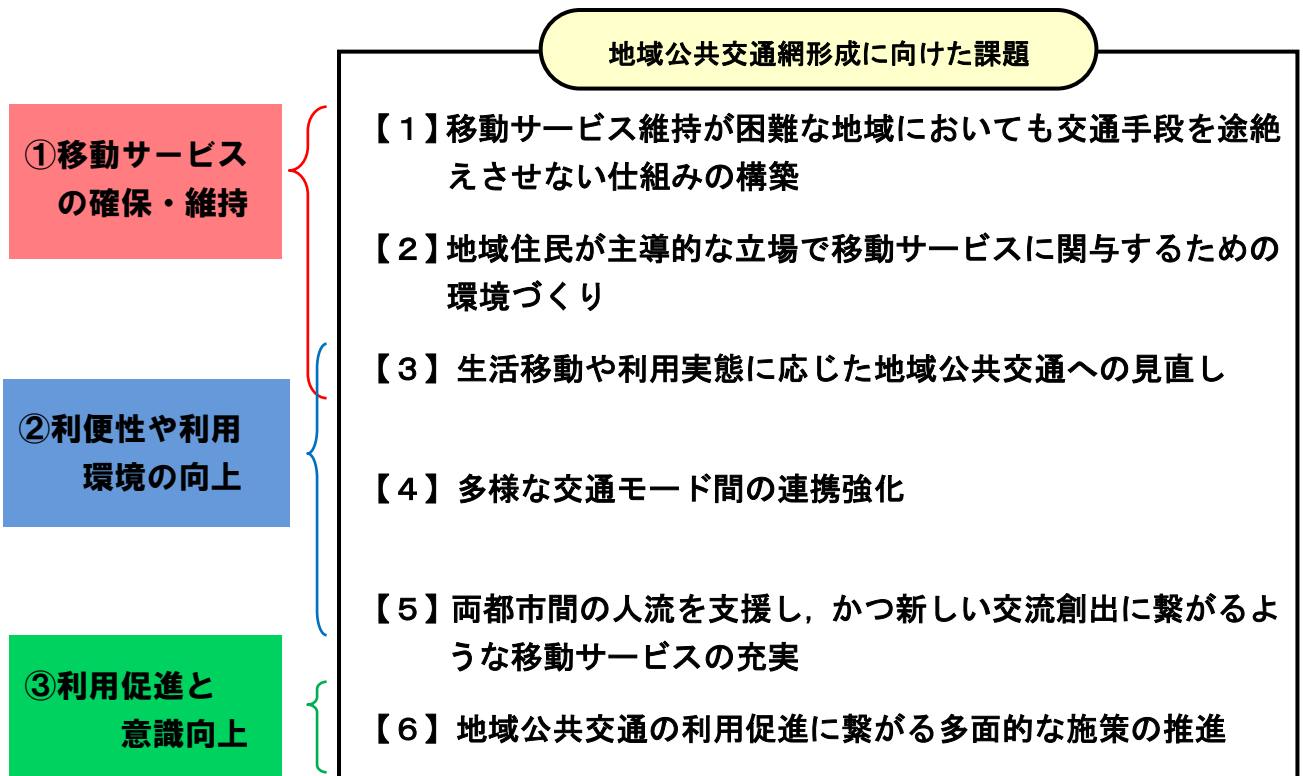 地域公共交通網形成に向けた課題
①移動サービス
の確保・維持
【1】移動サービス維持が困難な地域においても交通手段を途絶
えさせない仕組みの構築
【2】地域住民が主導的な立場で移動サービスに関与するための
環境づくり
【3】生活移動や利用実態に応じた地域公共交通への見直し
②利便性や利用
環境の向上
【4】多様な交通モード間の連携強化
【5】両都市間の人流を支援し，かつ新しい交流創出に繋がるよ
うな移動サービスの充実
③利用促進と
意識向上
【6】地域公共交通の利用促進に繋がる多面的な施策の推進